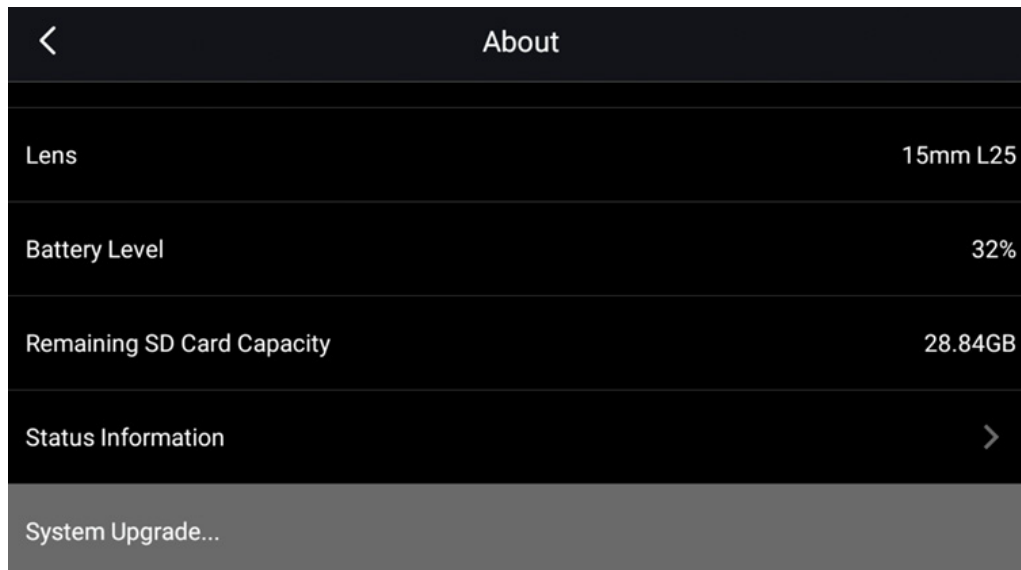 About
Lens 15mm L25
Battery Level 32%
Remaining SD Card Capacity 28.84GB
Status Information
System Upgrade...